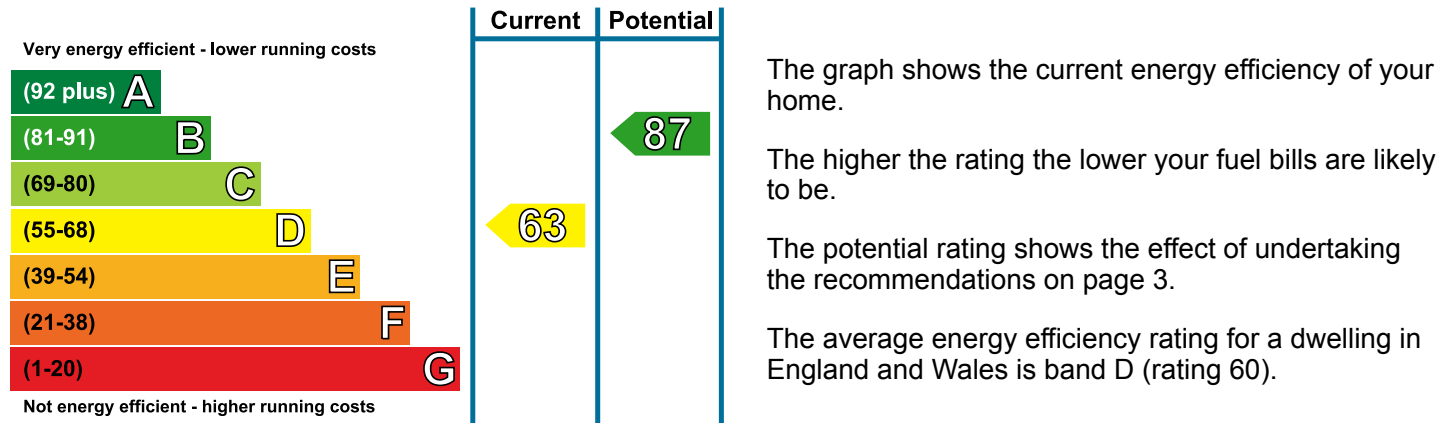 Current Potential
Very energy efficient - lower running costs
(92 plus) A
(81-91) B
87
(69-80) C
(55-68) D
63
(39-54) E
(21-38) F
(1-20) G
Not energy efficient - higher running costs
The graph shows the current energy efficiency of your
home.
The higher the rating the lower your fuel bills are likely
to be.
The potential rating shows the effect of undertaking
the recommendations on page 3.
The average energy efficiency rating for a dwelling in
England and Wales is band D (rating 60).